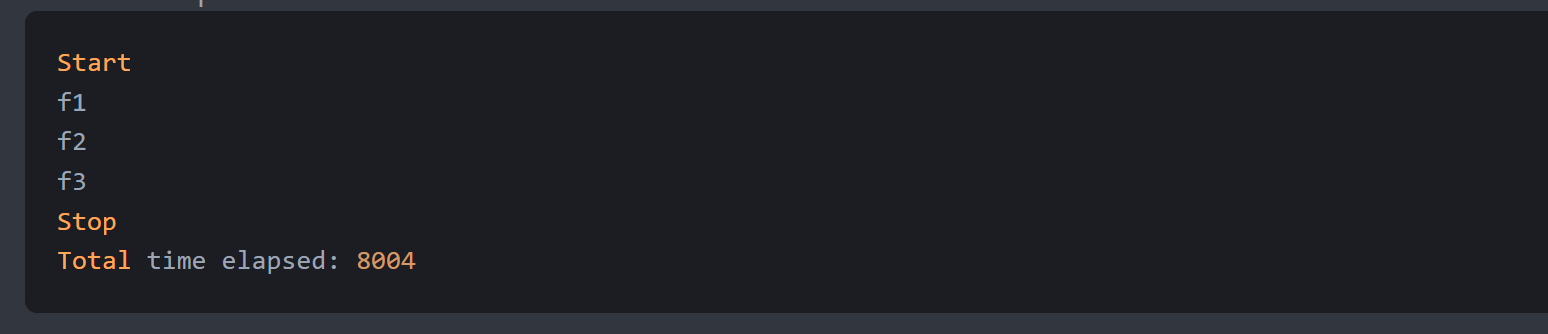 Start
f1
f2
f3
Stop
Total time elapsed: 8004